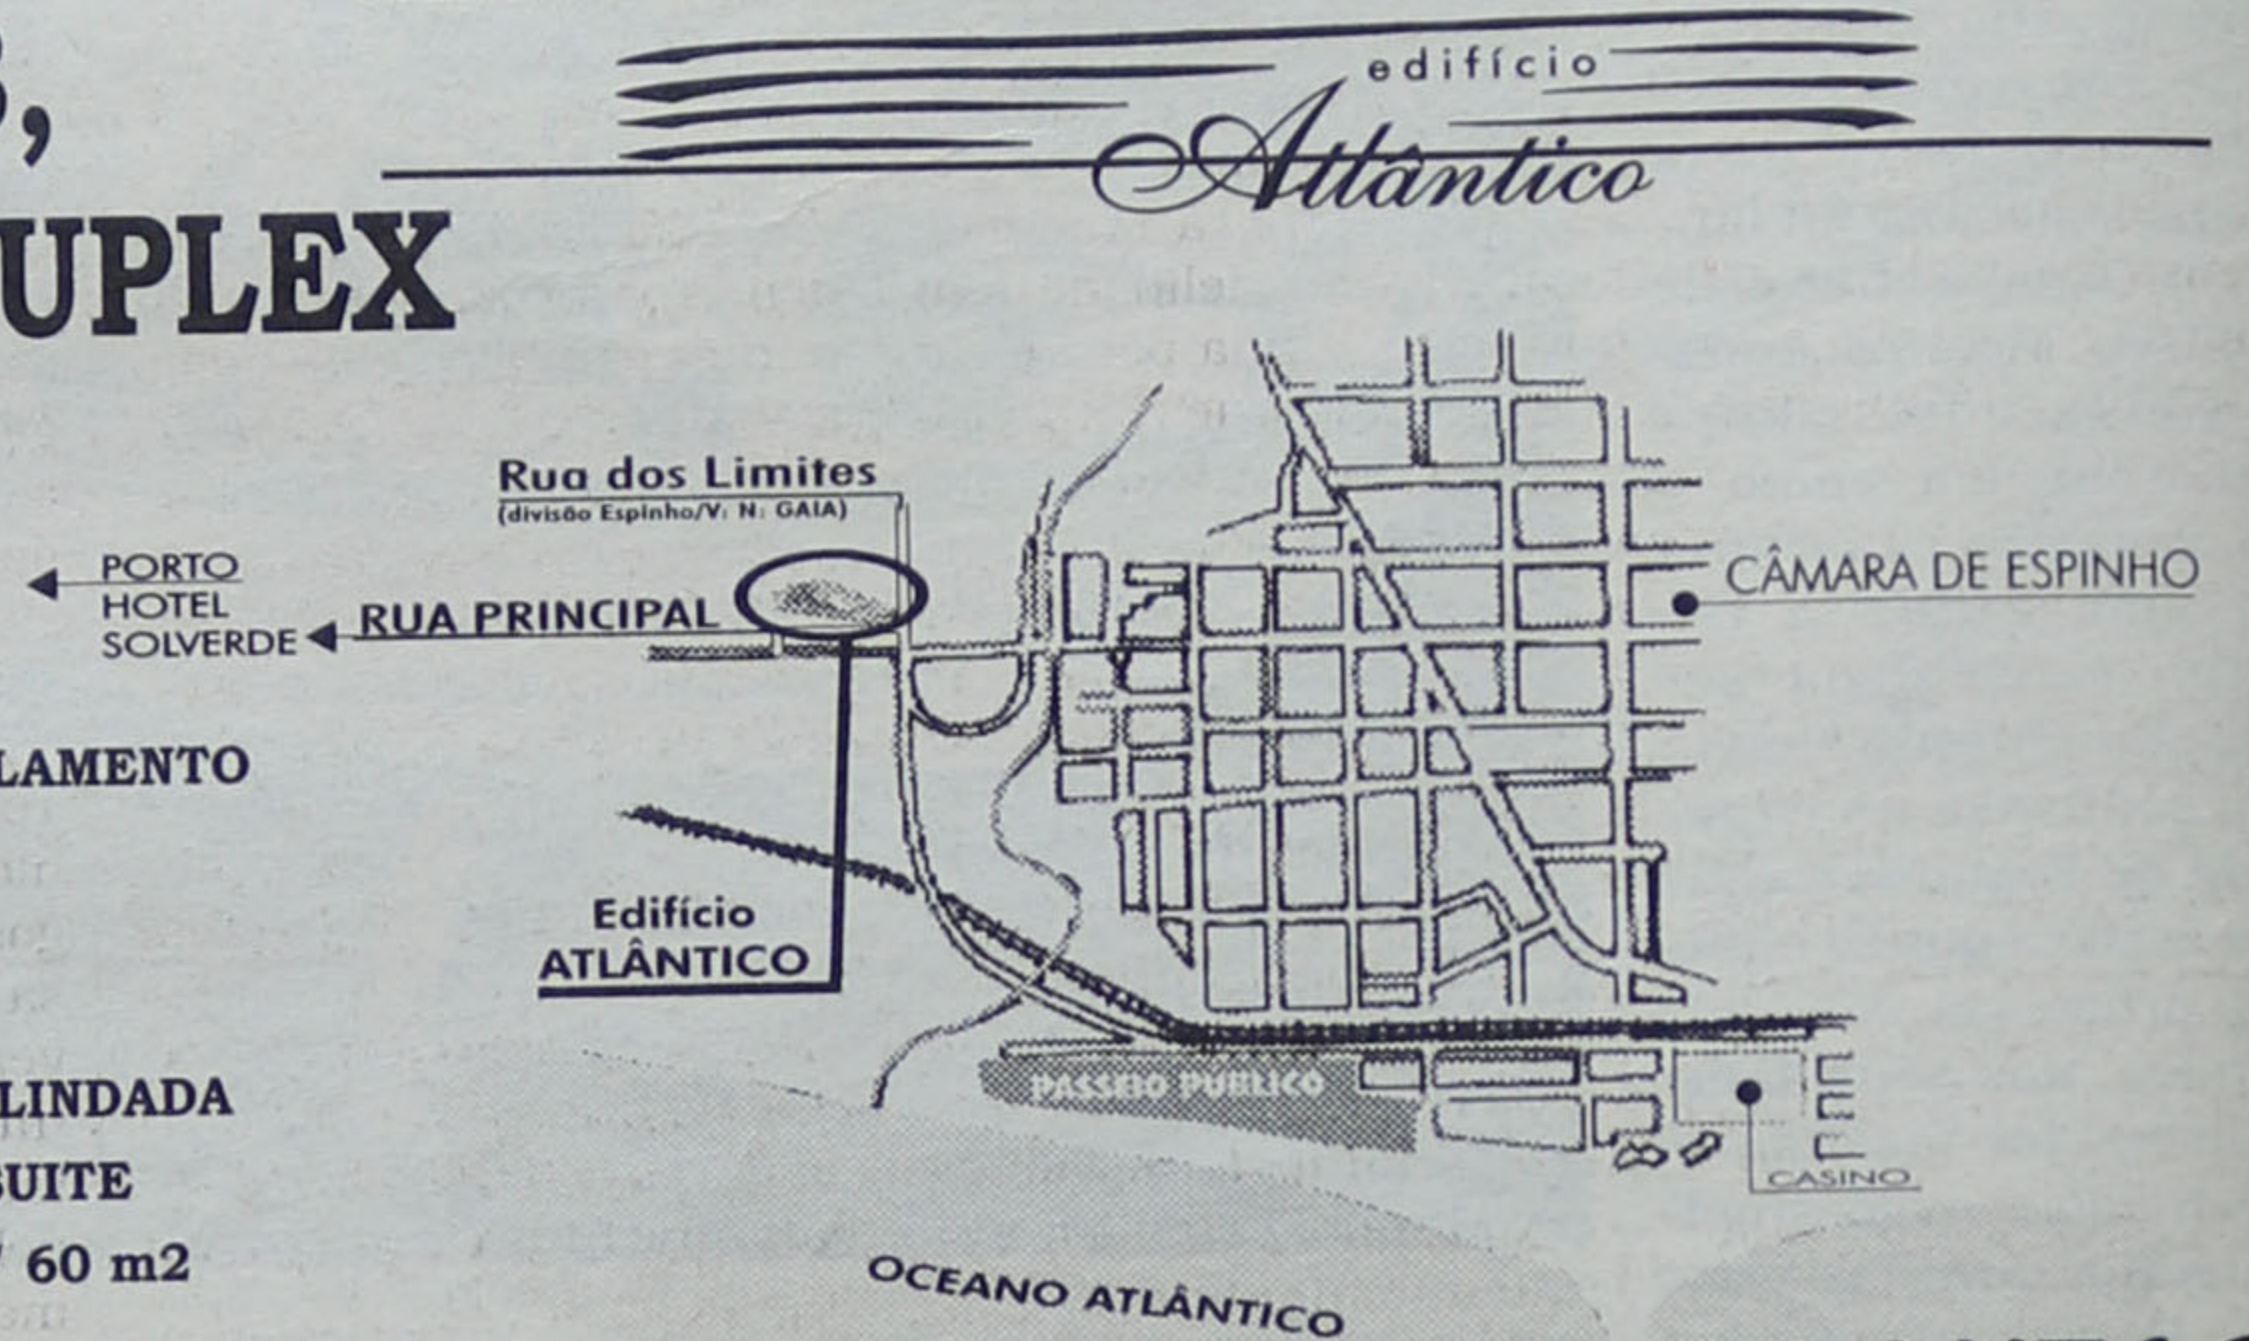 edifício
Atlântico
UPLEX
Rua dos Limites
(divisão Espinho/V. N. GAIA)
PORTO
HOTEL
SOLVERDE
RUA PRINCIPAL
CÂMARA DE ESPINHO
LAMENTO
Edifício
ATLÂNTICO
PASSEIO PUBLICO
LINDADA
SUITE
60 m2
CASINO
OCEANO ATLÂNTICO